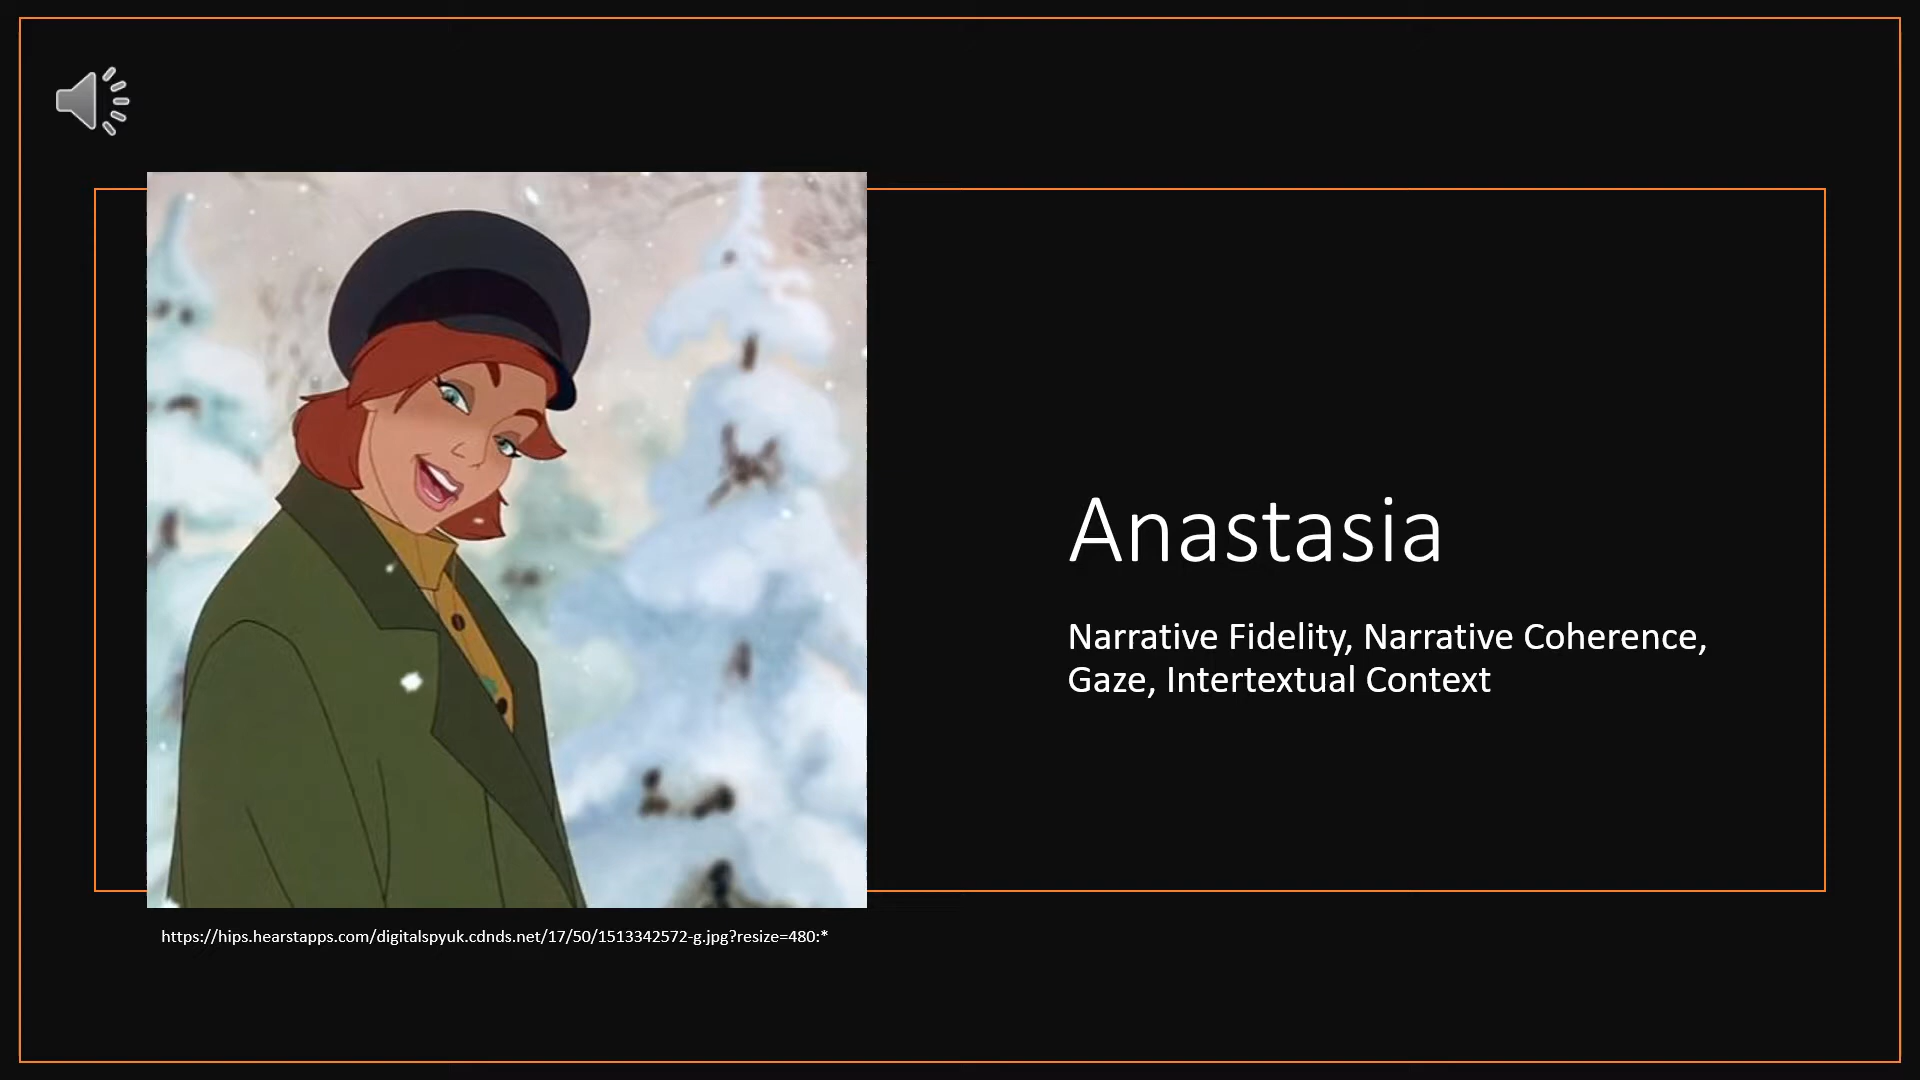 Anastasia
Narrative Fidelity, Narrative Coherence,
Gaze, Intertextual Context
https://hips.hearstapps.com/digitalspyuk.cdnds.net/17/50/1513342572-g.jpg?resize=480:*